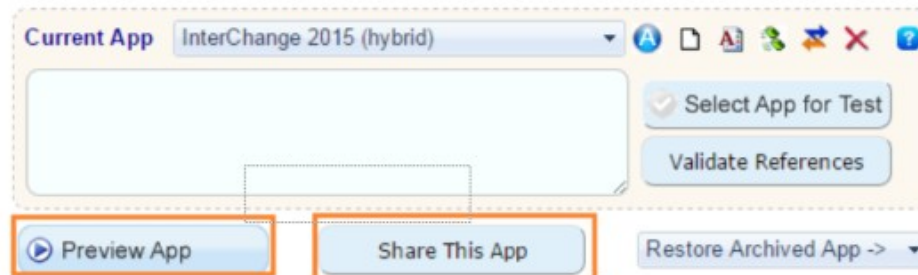 Current App InterChange 2015 (hybrid) A A ?
Select App for Test
Validate References
Preview App Share This App Restore Archived App ->